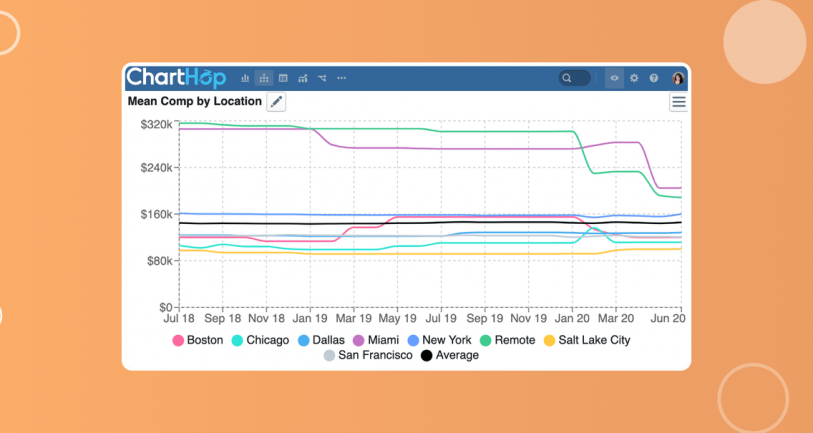 ChartHop
Mean Comp by Location
$320k
$240k
$160k
$80k
$0
Jul 18 Sep 18 Nov 18 Jan 19 Mar 19 May 19 Jul 19 Sep 19 Nov 19 Jan 20 Mar 20 Jun 20
Boston Chicago Dallas Miami New York Remote Salt Lake City
San Francisco Average